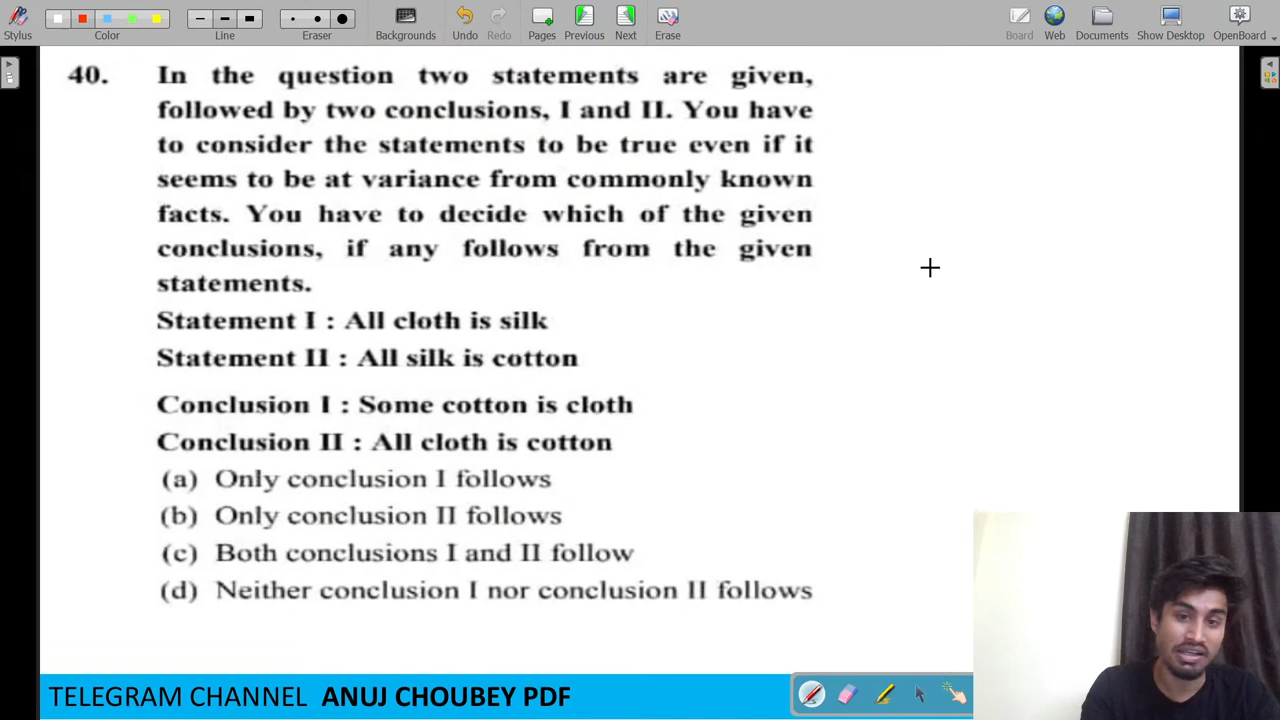 Stylus Color Line Eraser Backgrounds Undo Redo Pages Previous Next Erase Board Web Documents Show Desktop OpenBoard
40. In the question two statements are given,
followed by two conclusions, I and II. You have
to consider the statements to be true even if it
seems to be at variance from commonly known
facts. You have to decide which of the given
conclusions, if any follows from the given
statements.
Statement I : All cloth is silk
Statement II : All silk is cotton
Conclusion I : Some cotton is cloth
Conclusion II : All cloth is cotton
(a) Only conclusion I follows
(b) Only conclusion II follows
(c) Both conclusions I and II follow
(d) Neither conclusion I nor conclusion II follows
TELEGRAM CHANNEL ANUJ CHOUBEY PDF